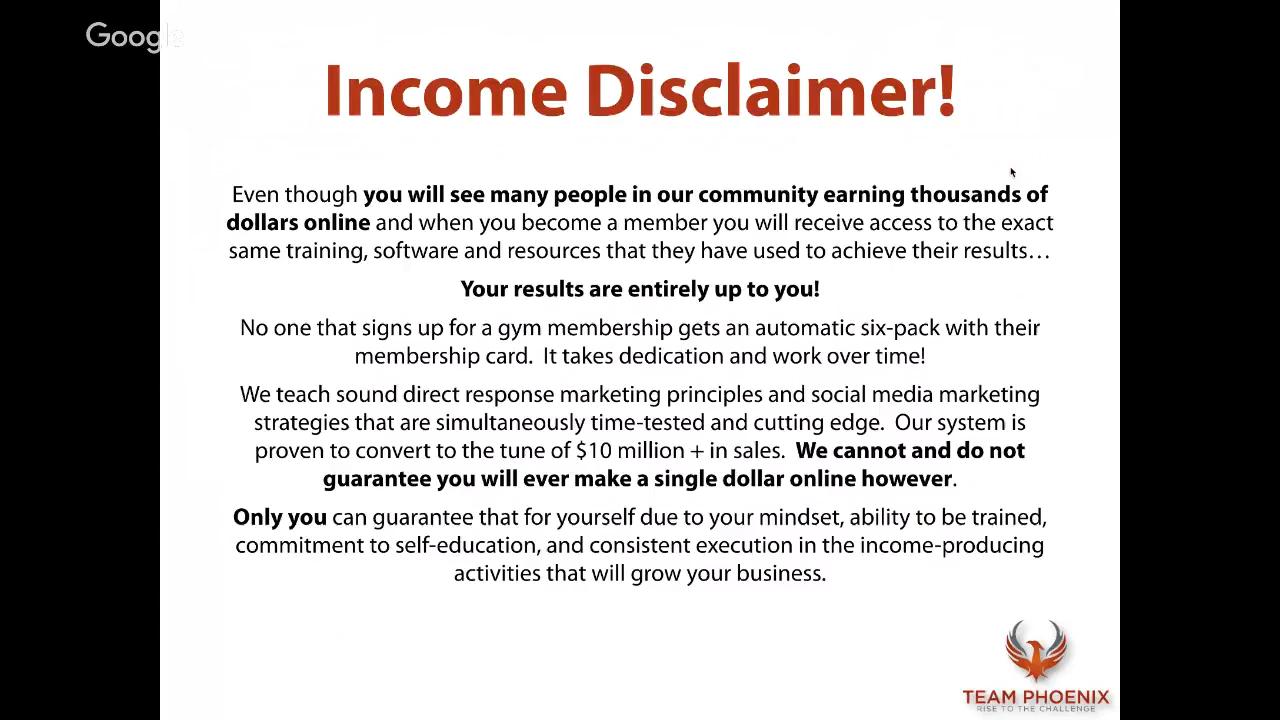 Google
Income Disclaimer!
Even though you will see many people in our community earning thousands of
dollars online and when you become a member you will receive access to the exact
same training, software and resources that they have used to achieve their results…
Your results are entirely up to you!
No one that signs up for a gym membership gets an automatic six-pack with their
membership card.  It takes dedication and work over time!
We teach sound direct response marketing principles and social media marketing
strategies that are simultaneously time-tested and cutting edge.  Our system is
proven to convert to the tune of $10 million + in sales.  We cannot and do not
guarantee you will ever make a single dollar online however.
Only you can guarantee that for yourself due to your mindset, ability to be trained,
commitment to self-education, and consistent execution in the income-producing
activities that will grow your business.
TEAM PHOENIX
RISE TO THE CHALLENGE